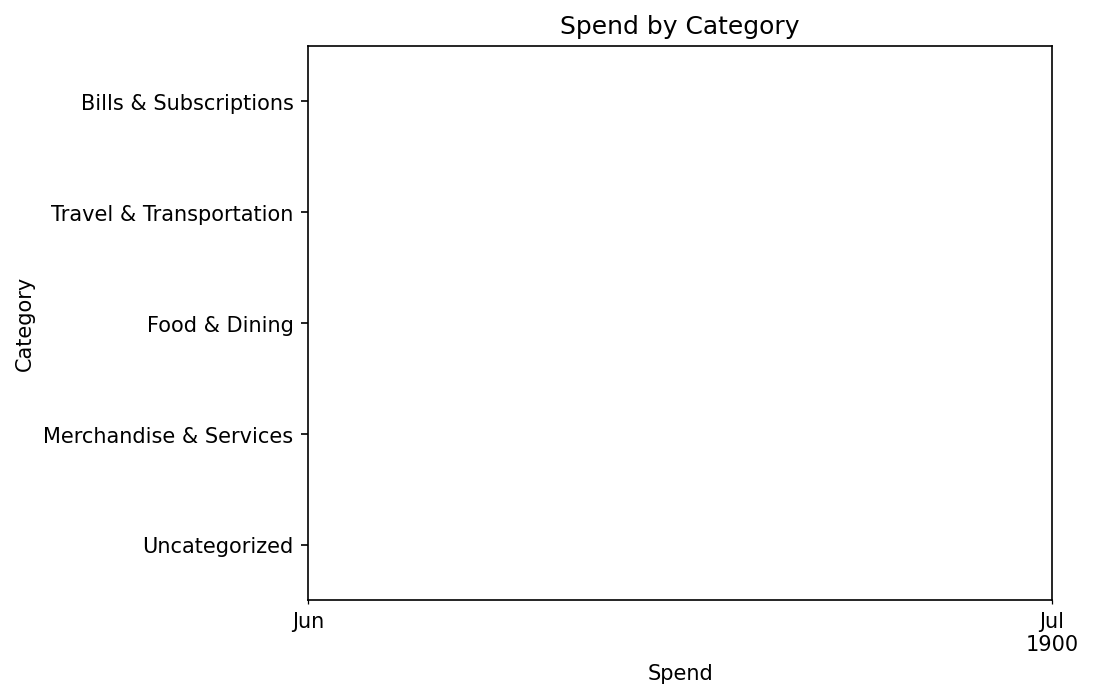 Spend by Category
Bills & Subscriptions
Travel & Transportation
Food & Dining
Merchandise & Services
Uncategorized
Category
Jun
Jul
1900
Spend